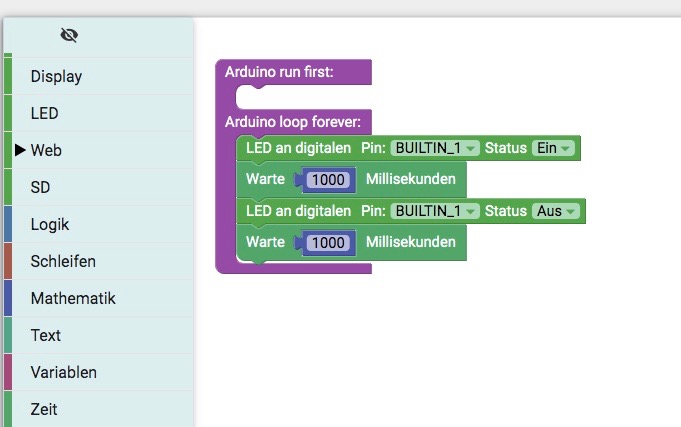 Display
LED
Web
SD
Logik
Schleifen
Mathematik
Text
Variablen
Zeit
Arduino run first:
Arduino loop forever:
LED an digitalen Pin: BUILTIN_1 Status Ein
Warte 1000 Millisekunden
LED an digitalen Pin: BUILTIN_1 Status Aus
Warte 1000 Millisekunden